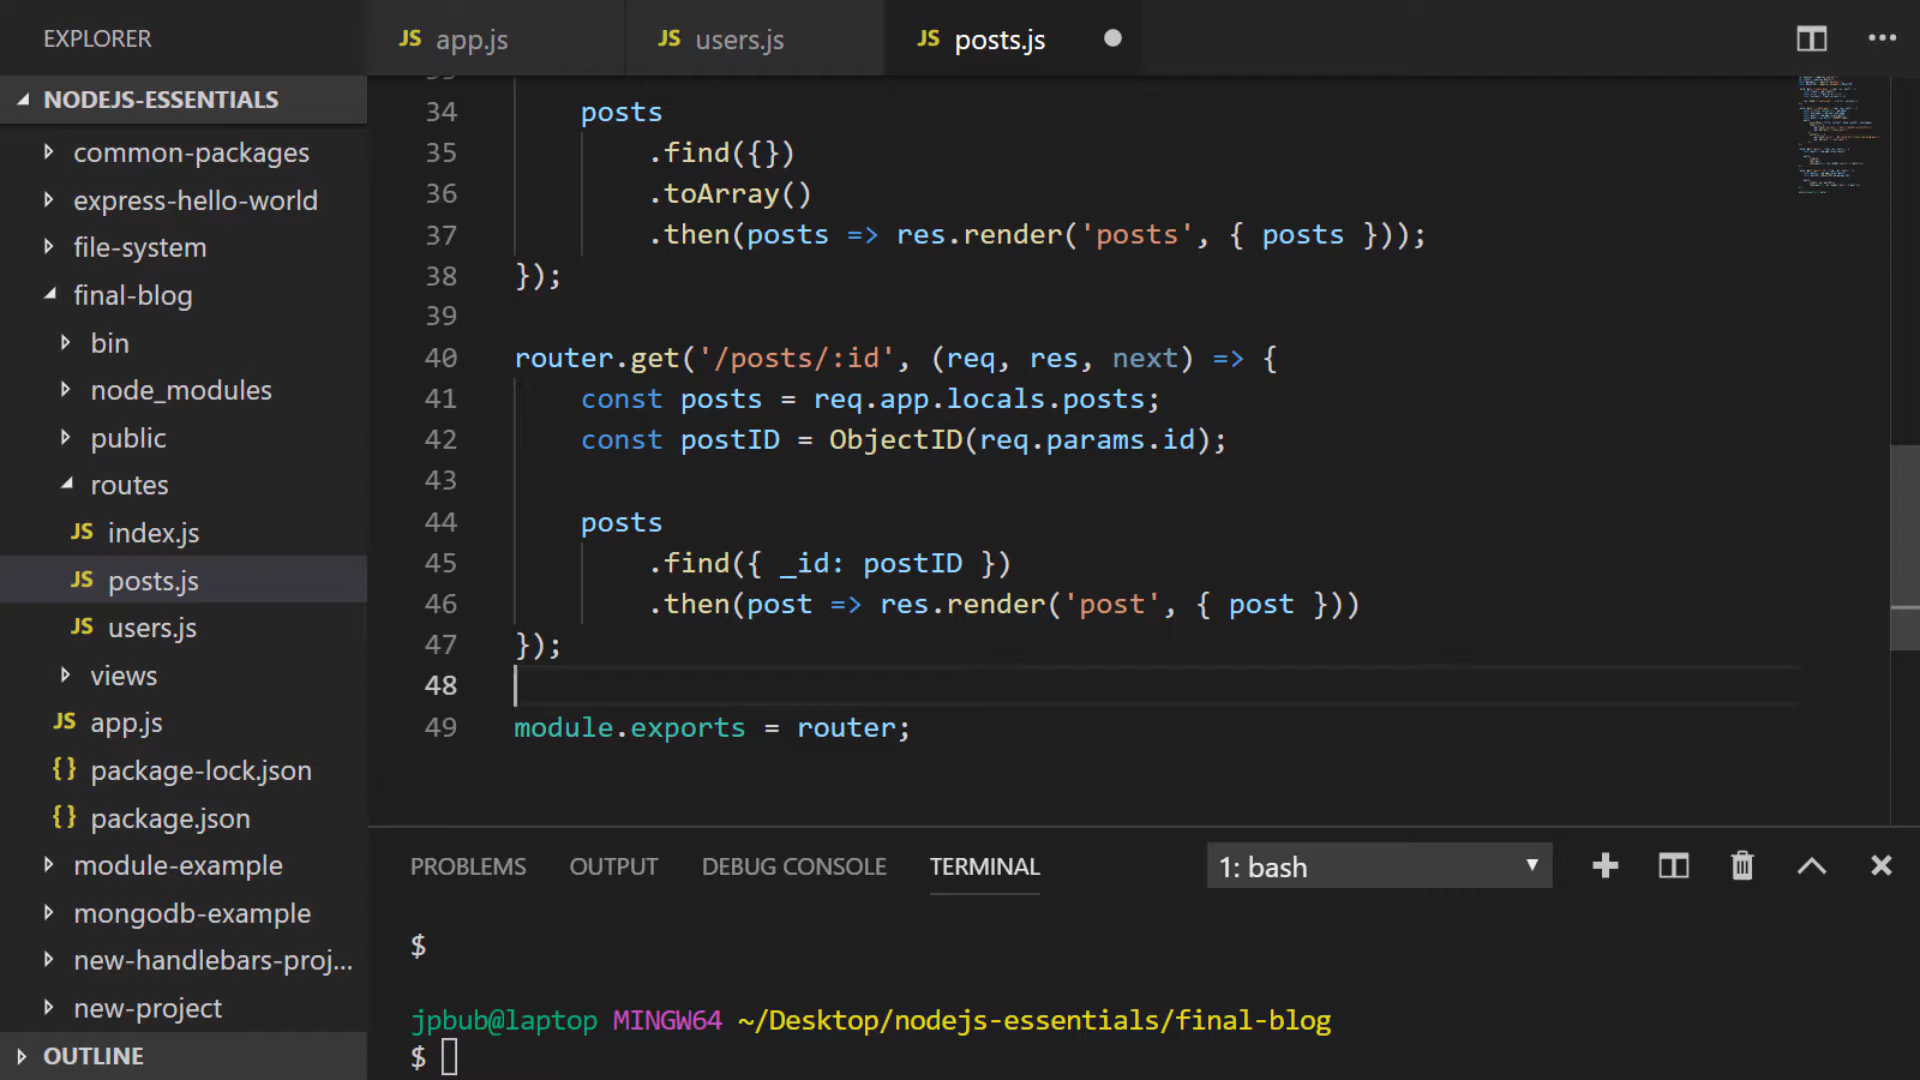 EXPLORER
NODEJS-ESSENTIALS
common-packages
express-hello-world
file-system
final-blog
bin
node_modules
public
routes
JS index.js
JS posts.js
JS users.js
views
JS app.js
{} package-lock.json
{} package.json
module-example
mongodb-example
new-handlebars-proj...
new-project
OUTLINE
JS app.js
JS users.js
JS posts.js
34 posts
35 .find({})
36 .toArray()
37 .then(posts => res.render('posts', { posts }));
38 });
39
40 router.get('/posts/:id', (req, res, next) => {
41 const posts = req.app.locals.posts;
42 const postID = ObjectID(req.params.id);
43
44 posts
45 .find({ _id: postID })
46 .then(post => res.render('post', { post }))
47 });
48
49 module.exports = router;
PROBLEMS OUTPUT DEBUG CONSOLE TERMINAL 1: bash
$
jpbub@laptop MINGW64 ~/Desktop/nodejs-essentials/final-blog
$